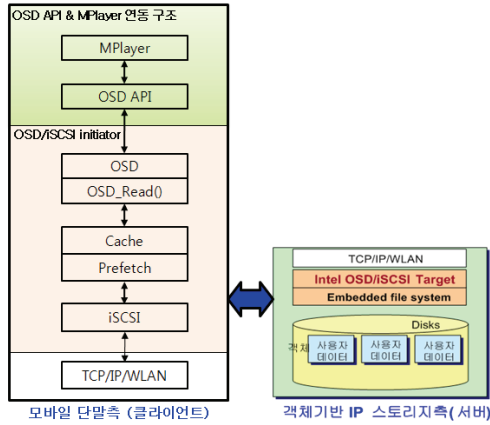 OSD API & MPlayer 연동 구조
MPlayer
OSD API
OSD/iSCSI initiator
OSD
OSD_Read()
Cache
Prefetch
iSCSI
TCP/IP/WLAN
모바일 단말측 (클라이언트)
TCP/IP/WLAN
Intel OSD/iSCSI Target
Embedded file system
Disks
객체
사용자
데이터
사용자
데이터
사용자
데이터
객체기반 IP 스토리지측(서버)